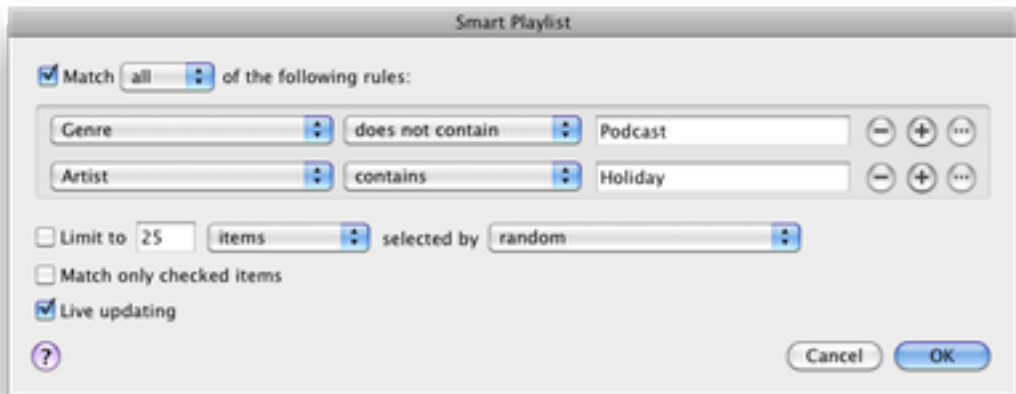 Smart Playlist
Match all of the following rules:
Genre does not contain Podcast
Artist contains Holiday
Limit to 25 items selected by random
Match only checked items
Live updating
? Cancel OK